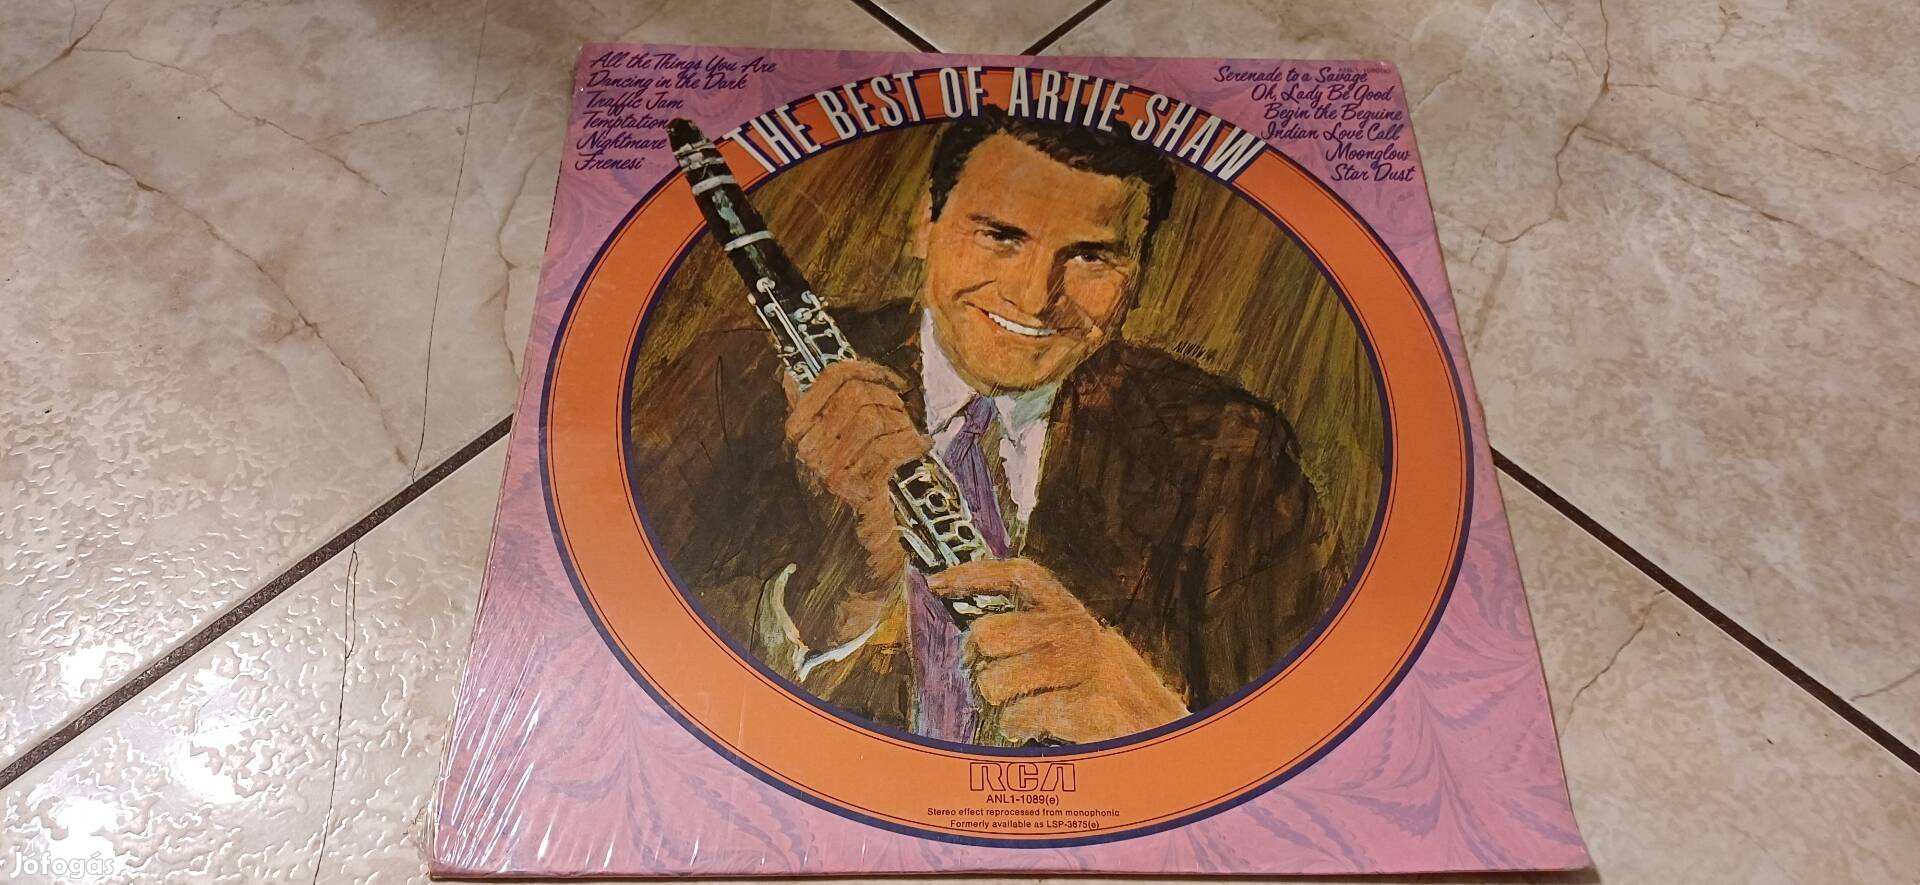 All the Things You Are
Dancing in the Dark
Traffic Jam
Temptation
Nightmare
Frenesi
THE BEST OF ARTIE SHAW
Serenade to a Savage
Oh, Lady Be Good
Begin the Beguine
Indian Love Call
Moonglow
Star Dust
RCA
ANL1-1089(e)
Stereo effect reprocessed from monophonic
Formerly available as LSP-3675(e)
Jófogás